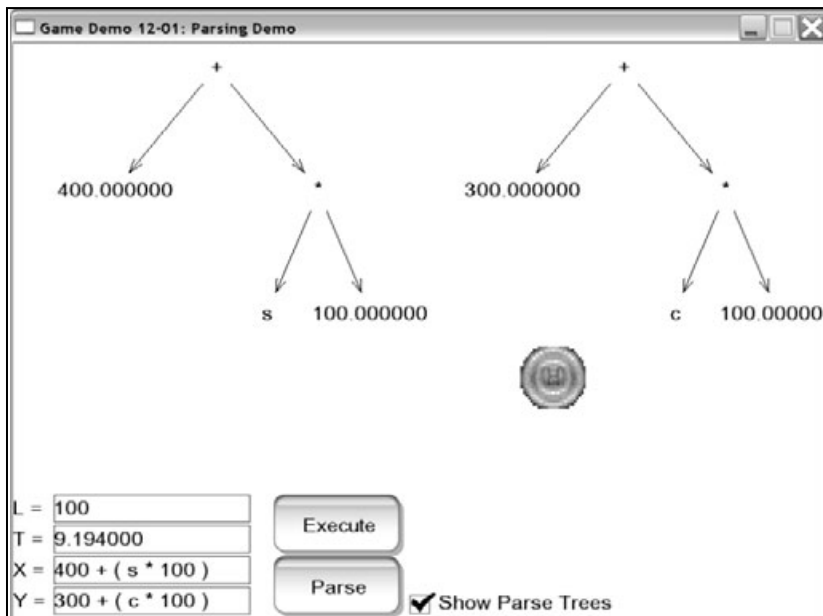 Game Demo 12-01: Parsing Demo
+ +
400.000000 * 300.000000 *
s 100.000000 c 100.00000
L = 100
T = 9.194000
Execute
X = 400 + ( s * 100 )
Y = 300 + ( c * 100 )
Parse
Show Parse Trees